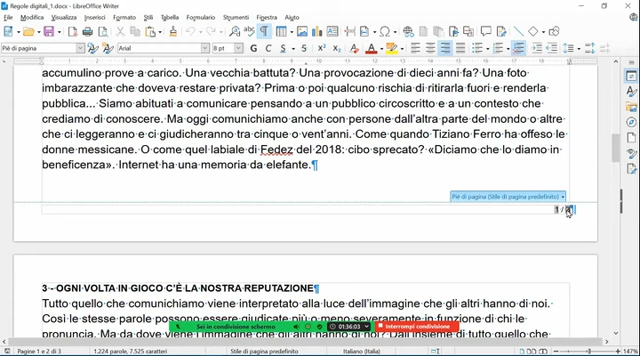 Regole digitali_1.docx - LibreOffice Writer
File Modifica Visualizza Inserisci Formato Stili Tabella Formulario Strumenti Finestra Aiuto
Piè di pagina Arial 8 pt
accumulino prove a carico. Una vecchia battuta? Una provocazione di dieci anni fa? Una foto
imbarazzante che doveva restare privata? Prima o poi qualcuno rischia di ritirarla fuori e renderla
pubblica... Siamo abituati a comunicare pensando a un pubblico circoscritto e a un contesto che
crediamo di conoscere. Ma oggi comunichiamo anche con persone dall'altra parte del mondo o altre
che ci leggeranno e ci giudicheranno tra cinque o vent'anni. Come quando Tiziano Ferro ha offeso le
donne messicane. O come quel labiale di Fedez del 2018: cibo sprecato? «Diciamo che lo diamo in
beneficenza». Internet ha una memoria da elefante.¶
Piè di pagina (Stile di pagina predefinito)
1 /
3 - OGNI VOLTA IN GIOCO C'È LA NOSTRA REPUTAZIONE¶
Tutto quello che comunichiamo viene interpretato alla luce dell'immagine che gli altri hanno di noi.
Così le stesse parole possono essere giudicate più o meno severamente in funzione di chi le
Sei in condivisione schermo 01:36:03 Interrompi condivisione
pronuncia. Ma da dove viene l'immagine che gli altri hanno di noi? Dall'insieme di tutto quello che
Pagina 1 e 2 di 3 1.224 parole, 7.525 caratteri Stile di pagina predefinito Italiano (Italia)